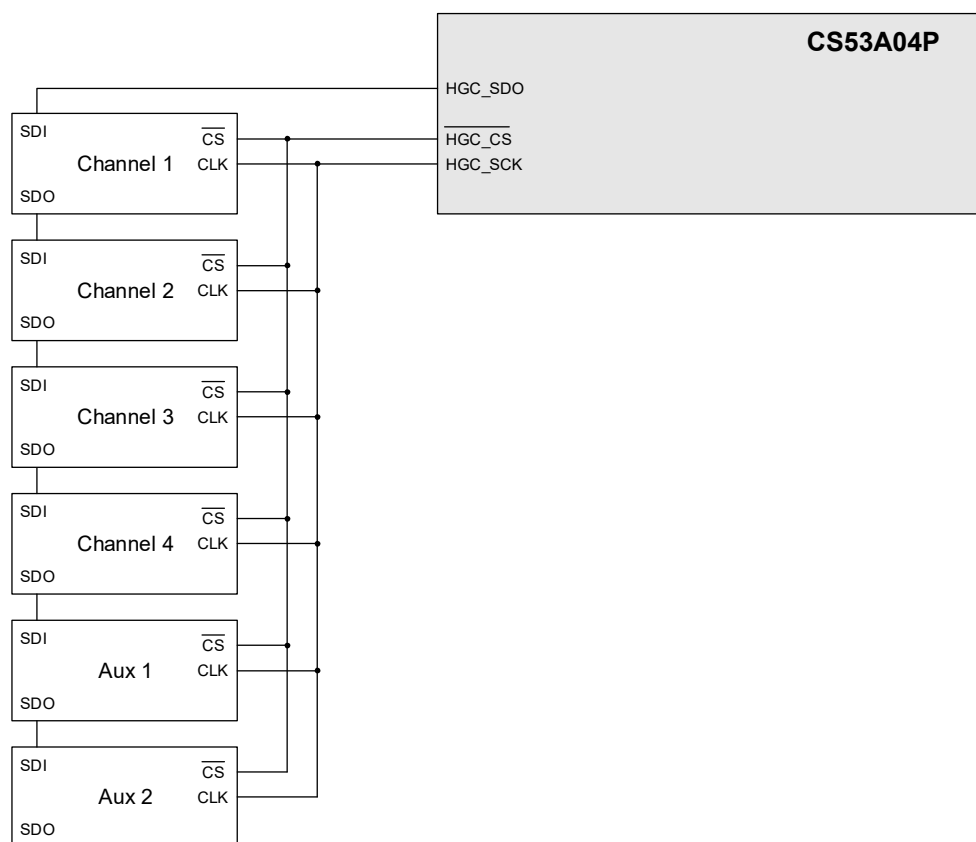 CS53A04P
HGC_SDO
HGC_CS
HGC_SCK
SDI
CS
Channel 1
CLK
SDO
SDI
CS
Channel 2
CLK
SDO
SDI
CS
Channel 3
CLK
SDO
SDI
CS
Channel 4
CLK
SDO
SDI
CS
Aux 1
CLK
SDO
SDI
CS
Aux 2
CLK
SDO